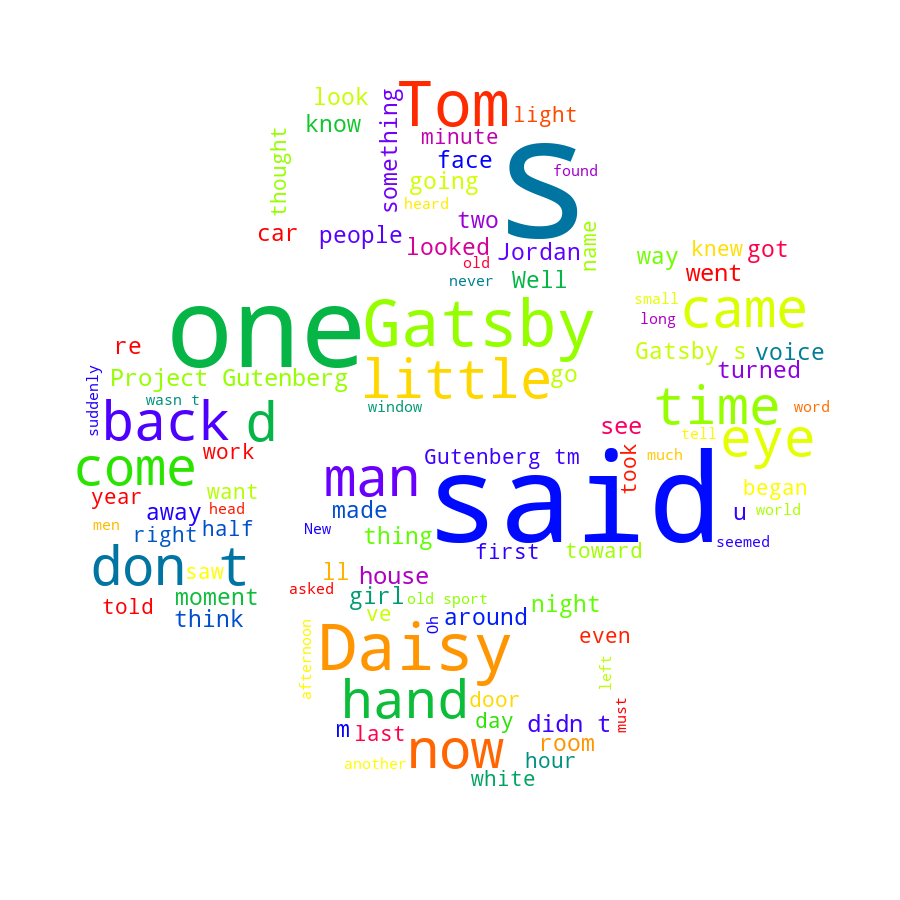 look
Tom
light
know
something
minute
thought
face
S
found
going
heard
two
name
car
people
looked
Jordan
old
never
Well
way
knew
got
went
small
long
came
one
Gatsby
re
Gatsby s
voice
little
go
turned
suddenly
Project Gutenberg
wasn t
window
time
word
back
d
see
tell
eye
come
work
Gutenberg tm
took
much
man
said
year
want
began
men
away
head
made
u
world
New
right
half
thing
first
toward
seemed
don t
saw
ll
house
asked
told
moment
girl
old sport
night
think
ve
Oh
around
even
afternoon
Daisy
left
hand
door
must
m
last
day
didn t
now
room
another
hour
white